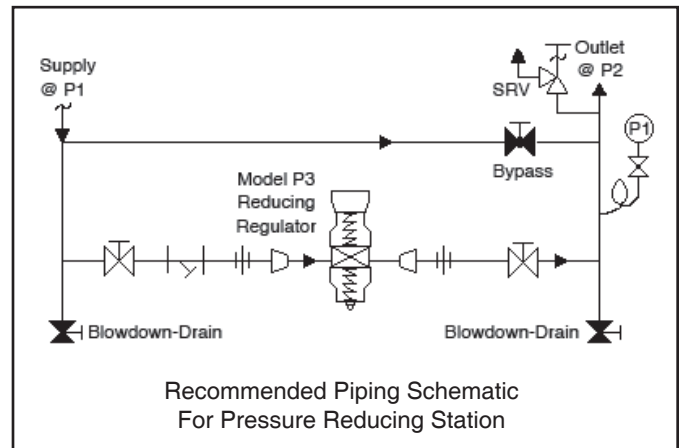 Supply
@ P1
Outlet
@ P2
SRV
P1
Bypass
Model P3
Reducing
Regulator
Blowdown-Drain
Blowdown-Drain
Recommended Piping Schematic
For Pressure Reducing Station